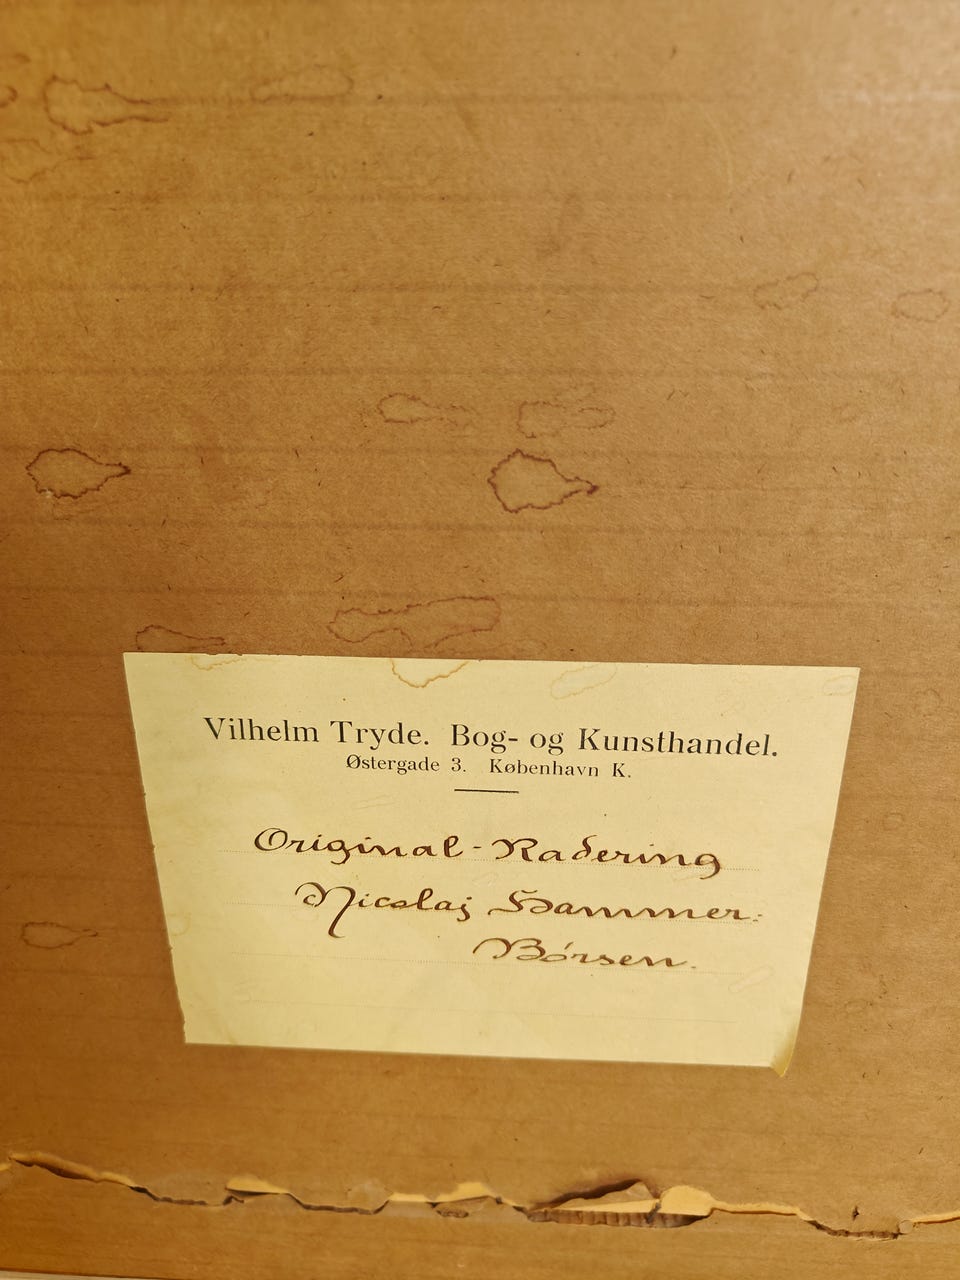 Vilhelm Tryde. Bog- og Kunsthandel.
Østergade 3. København K.
Original-Radering
Nicolaj Hammer:
Börsen.